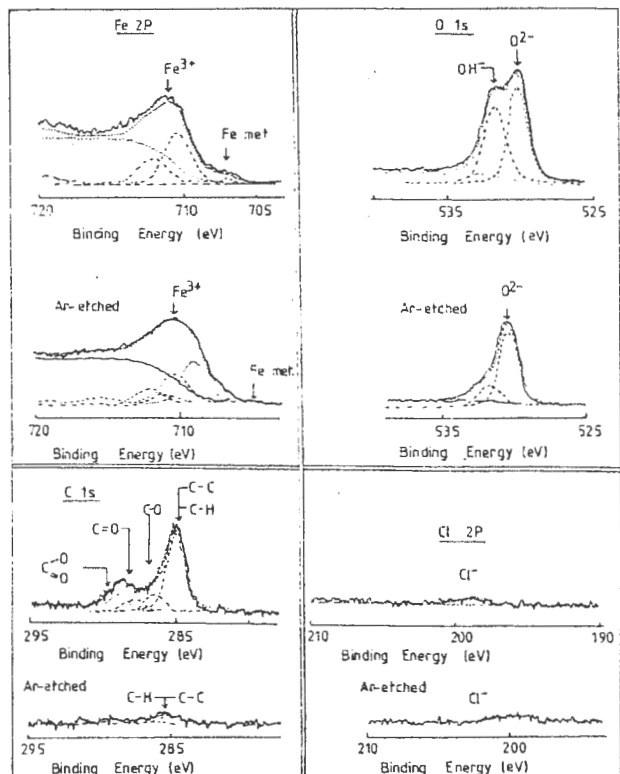 Fe 2P
Fe3+
Fe met
720 710 705
Binding Energy (eV)
Ar-etched
Fe3+
Fe met.
720 710
Binding Energy (eV)
O 1s
OH- O2-
535 525
Binding Energy (eV)
Ar-etched
O2-
535 525
Binding Energy (eV)
C 1s
C-C
C-H
C-O
C=O
C-O
=O
295 285
Binding Energy (eV)
Ar-etched
C-H C-C
295 285
Binding Energy (eV)
Cl 2P
Cl-
210 200 190
Binding Energy (eV)
Ar-etched
Cl-
210 200
Binding Energy (eV)